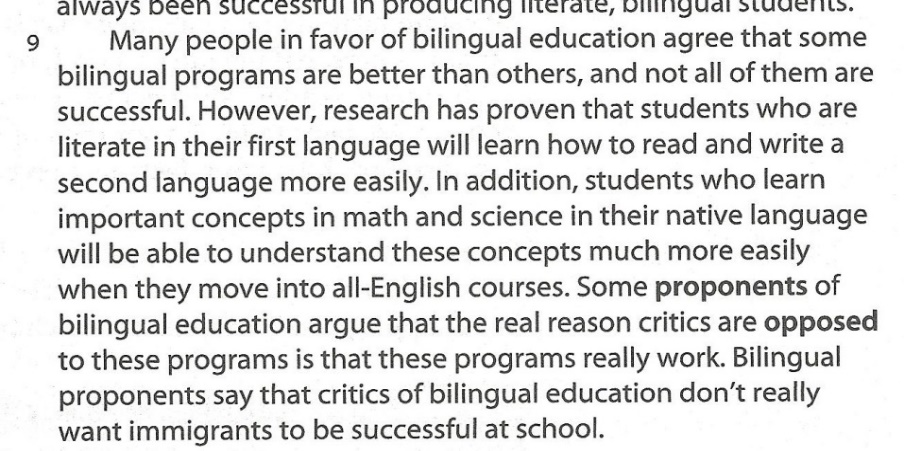 always been successful in producing literate, bilingual students.
9 Many people in favor of bilingual education agree that some
bilingual programs are better than others, and not all of them are
successful. However, research has proven that students who are
literate in their first language will learn how to read and write a
second language more easily. In addition, students who learn
important concepts in math and science in their native language
will be able to understand these concepts much more easily
when they move into all-English courses. Some proponents of
bilingual education argue that the real reason critics are opposed
to these programs is that these programs really work. Bilingual
proponents say that critics of bilingual education don't really
want immigrants to be successful at school.